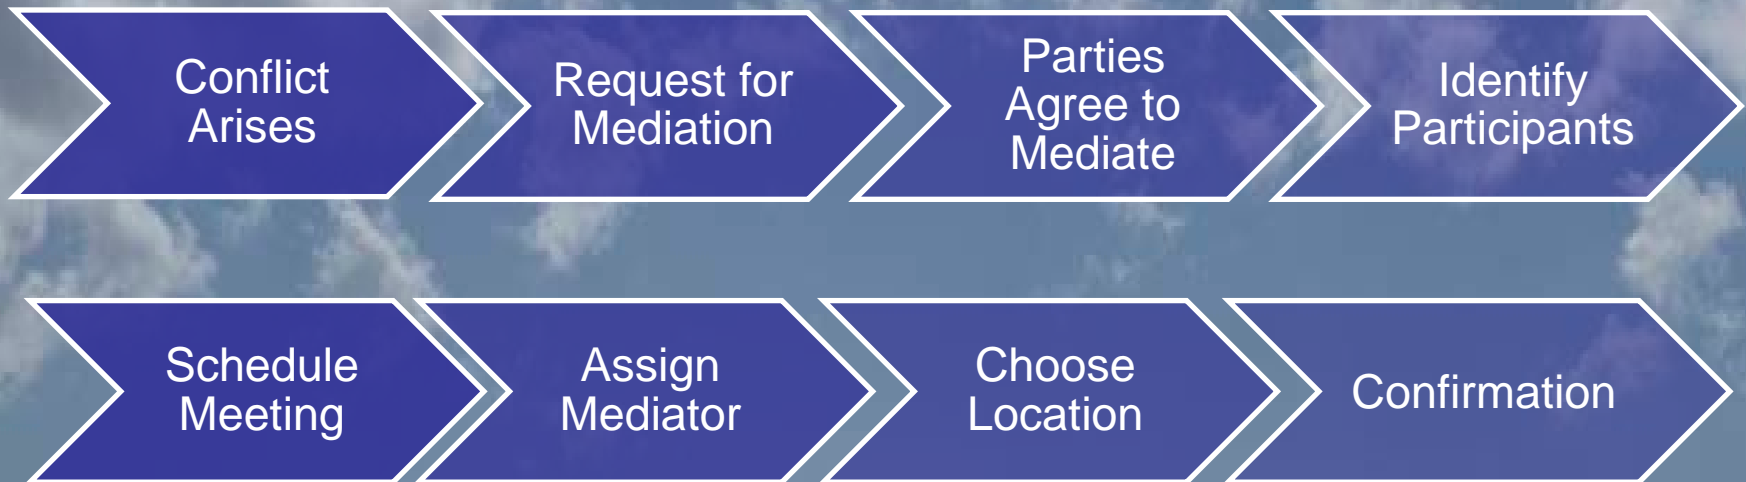 Conflict
Arises
Request for
Mediation
Parties
Agree to
Mediate
Identify
Participants
Schedule
Meeting
Assign
Mediator
Choose
Location
Confirmation